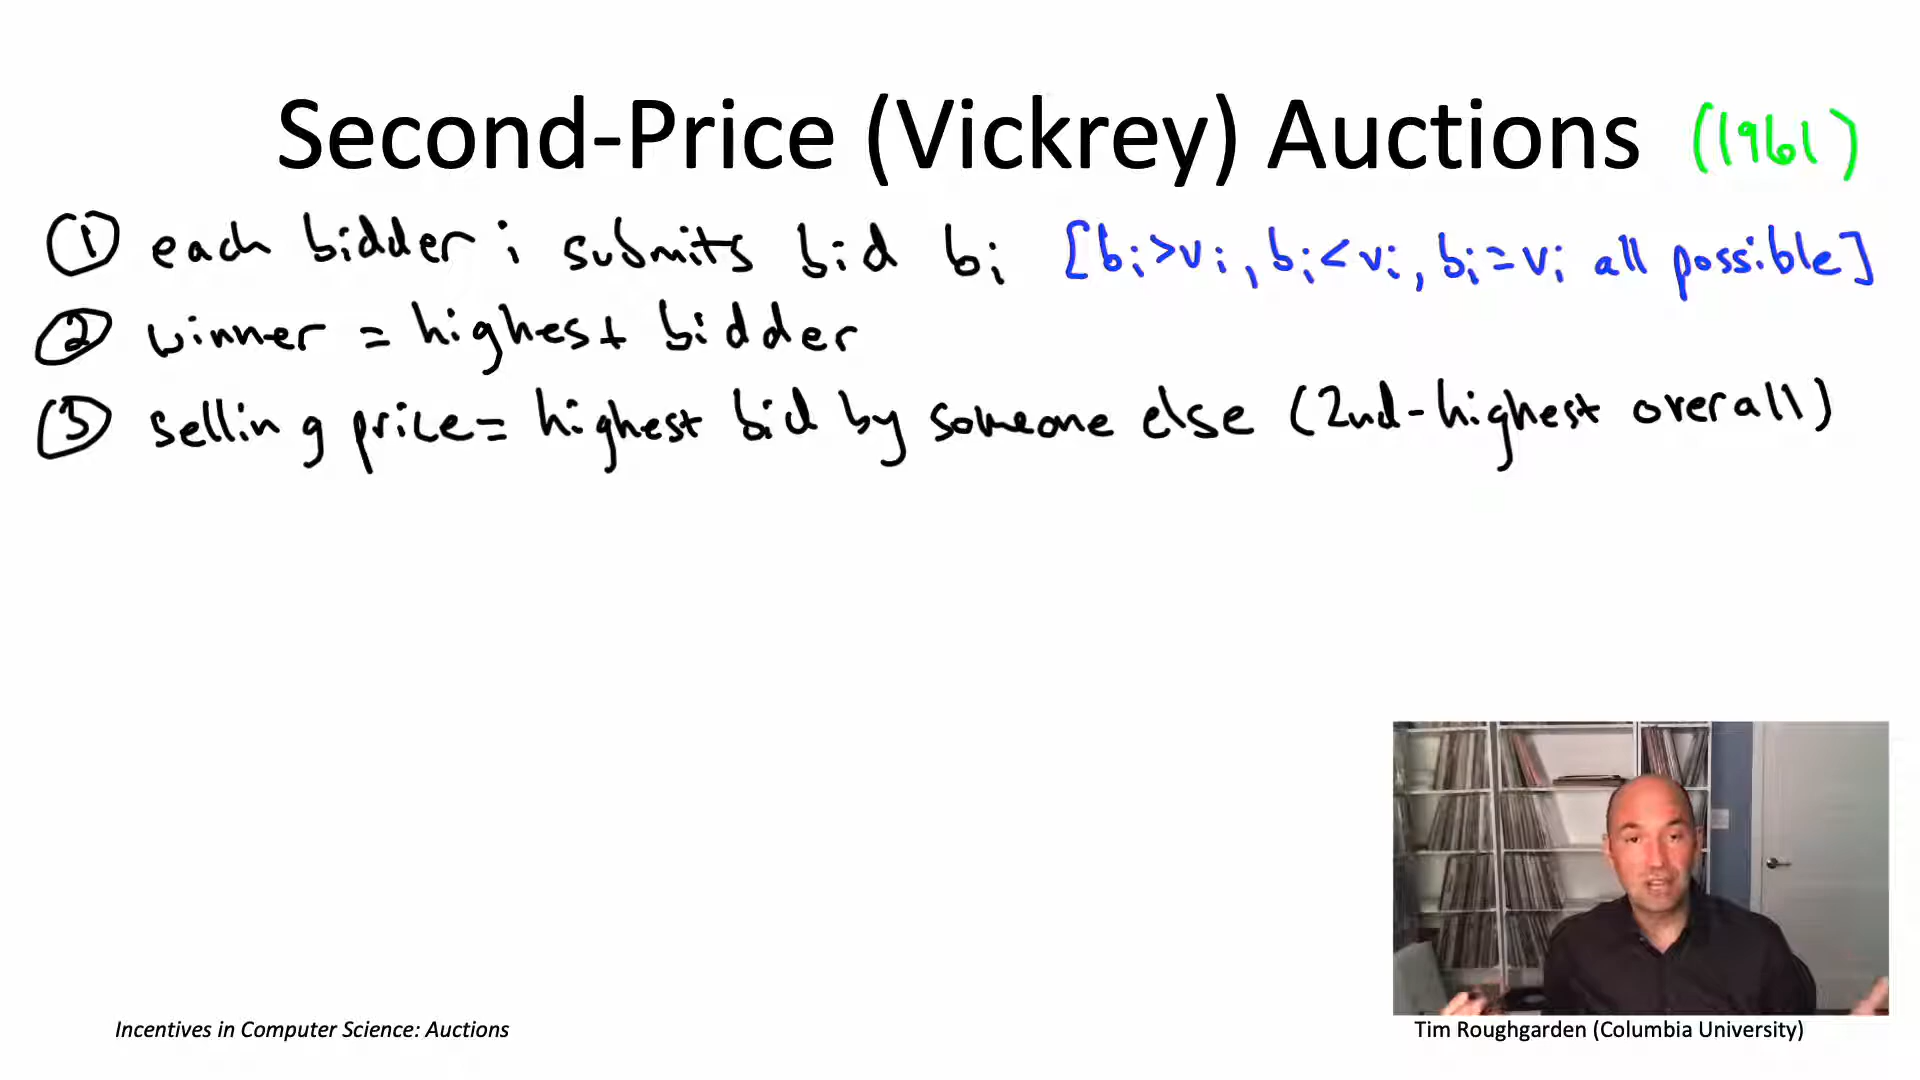 Second-Price (Vickrey) Auctions (1961)
① each bidder i submits bid bi [bi>vi, bi<vi, bi=vi all possible]
② winner = highest bidder
③ selling price= highest bid by someone else (2nd-highest overall)
Incentives in Computer Science: Auctions
Tim Roughgarden (Columbia University)